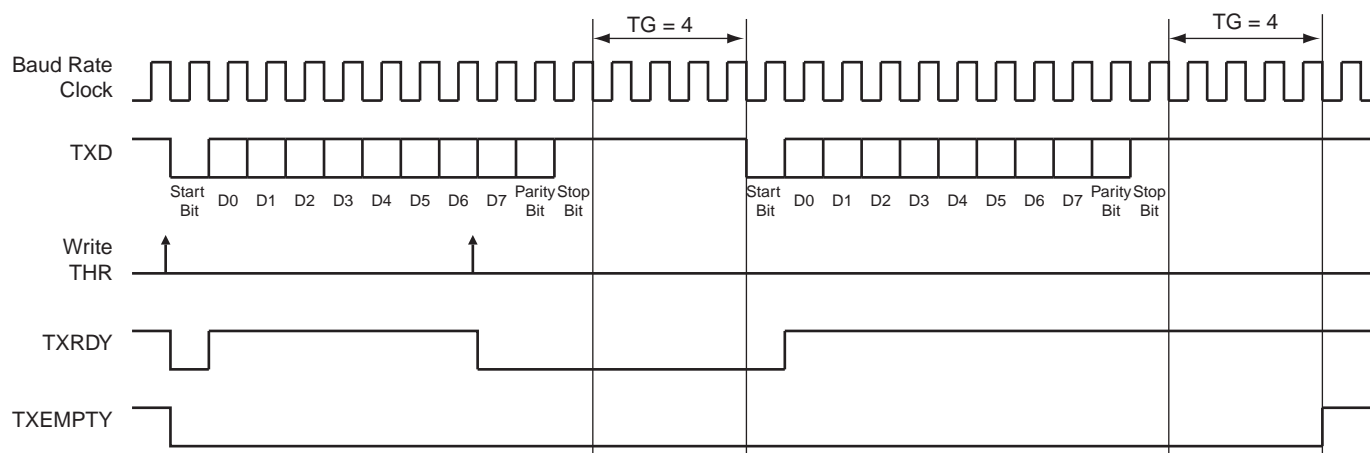 TG = 4
TG = 4
Baud Rate
Clock
TXD
Start
Bit
D0
D1
D2
D3
D4
D5
D6
D7
Parity
Bit
Stop
Bit
Start
Bit
D0
D1
D2
D3
D4
D5
D6
D7
Parity
Bit
Stop
Bit
Write
THR
TXRDY
TXEMPTY